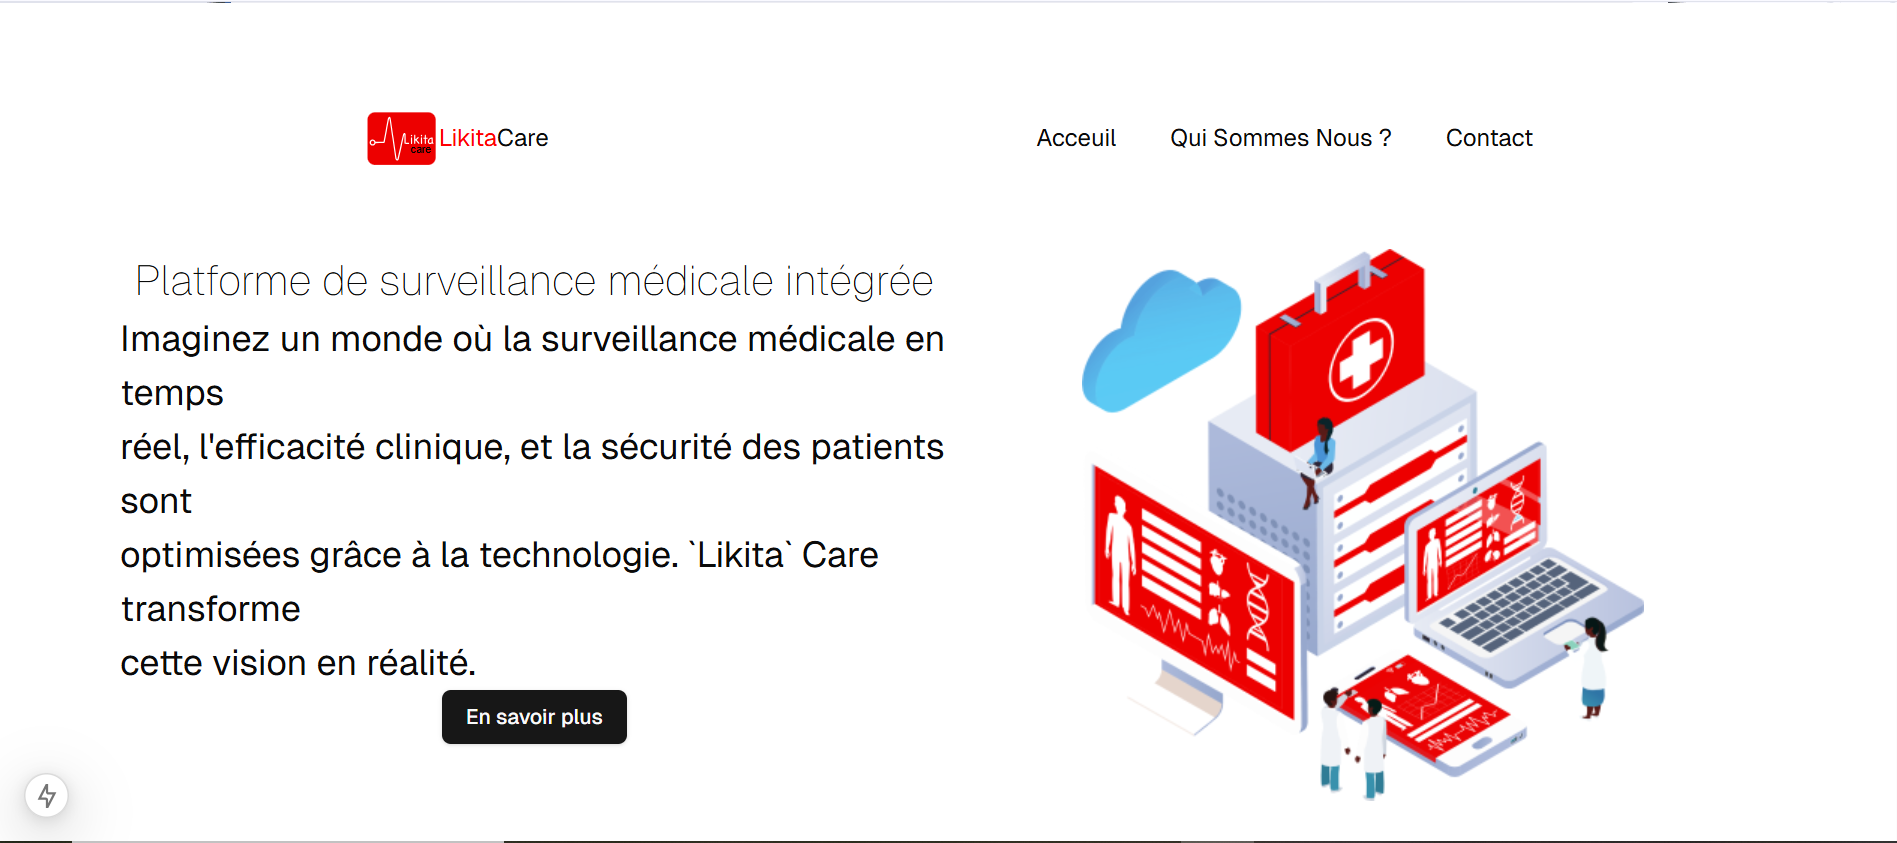 Likita
care
LikitaCare
Acceuil
Qui Sommes Nous ?
Contact
Platforme de surveillance médicale intégrée
Imaginez un monde où la surveillance médicale en
temps
réel, l'efficacité clinique, et la sécurité des patients
sont
optimisées grâce à la technologie. `Likita` Care
transforme
cette vision en réalité.
En savoir plus